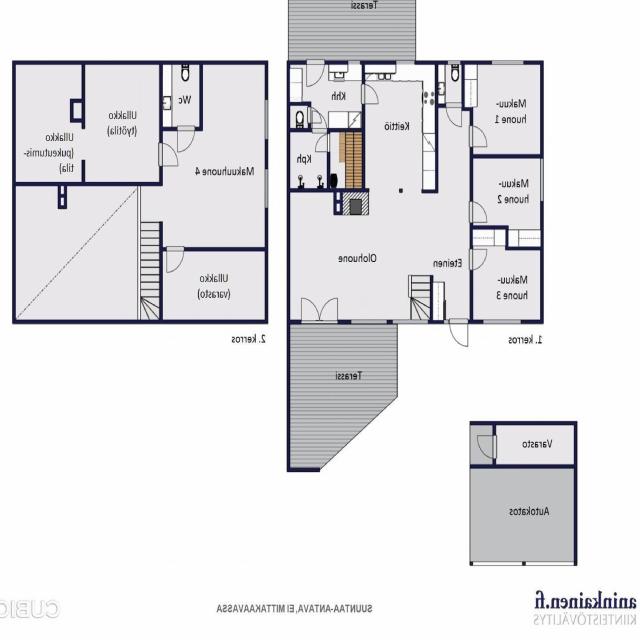 Terassi
Khh
Keittiö
Makuu-
huone 1
Kph
Makuu-
huone 2
Olohuone
Eteinen
Makuu-
huone 3
1. kerros
Terassi
Wc
Ullakko
(työtila)
Ullakko
(pukeutumis-
tila)
Makuuhuone 4
Ullakko
(varasto)
2. kerros
Varasto
Autokatos
SUUNTAA-ANTAVA, EI MITTAKAAVASSA
aninkainen.fi
KIINTEISTÖVÄLITYS